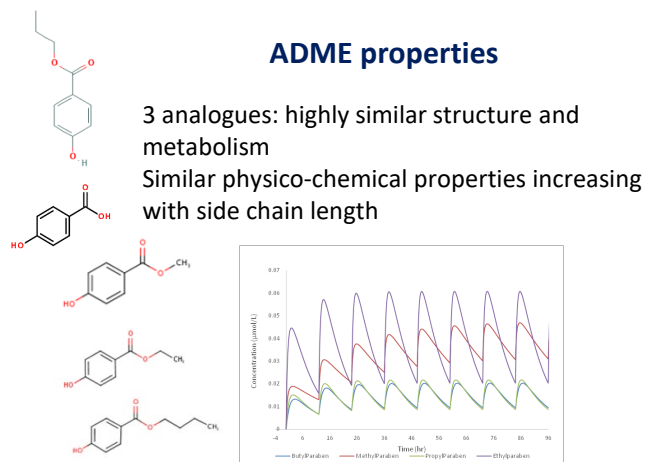 ADME properties
3 analogues: highly similar structure and
metabolism
Similar physico-chemical properties increasing
with side chain length
O
O
O
H
O
OH
HO
O
O
CH₃
HO
O
O
CH₃
HO
O
O
CH₃
HO
0.07
0.06
0.05
0.04
0.03
0.02
0.01
0
Concentration (µmol/L)
-4 6 16 26 36 46 56 66 76 86 96
Time (hr)
ButylParaben MethylParaben PropylParaben EthylParaben